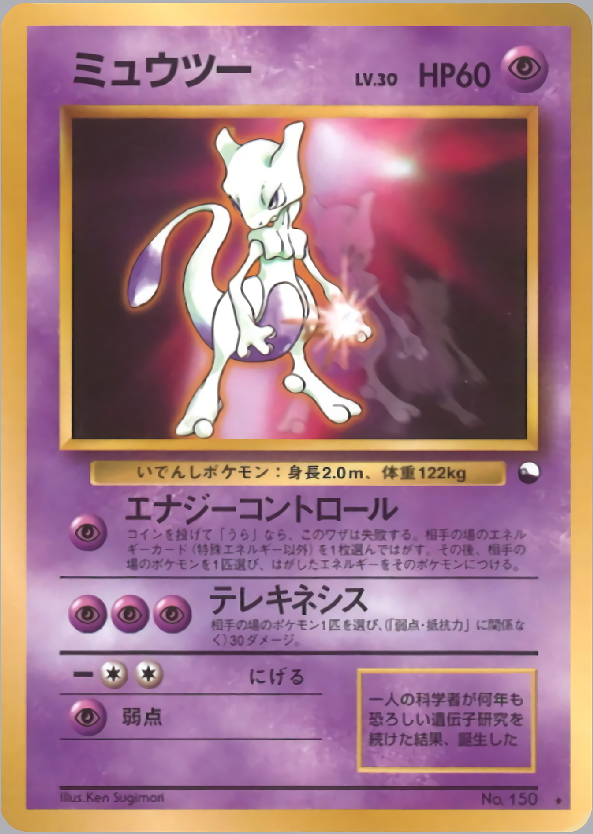 ミュウツー LV.30 HP60
いでんしポケモン：身長2.0m、体重122kg
エナジーコントロール
コインを投げて「うら」なら、このワザは失敗する。相手の場のエネル
ギーカード（特殊エネルギー以外）を1枚選んではがす。その後、相手の
場のポケモンを1匹選び、はがしたエネルギーをそのポケモンにつける。
テレキネシス
相手の場のポケモン1匹を選び、（「弱点・抵抗力」に関係な
く）30ダメージ。
にげる
弱点
一人の科学者が何年も
恐ろしい遺伝子研究を
続けた結果、誕生した
Illus.Ken Sugimori No.150